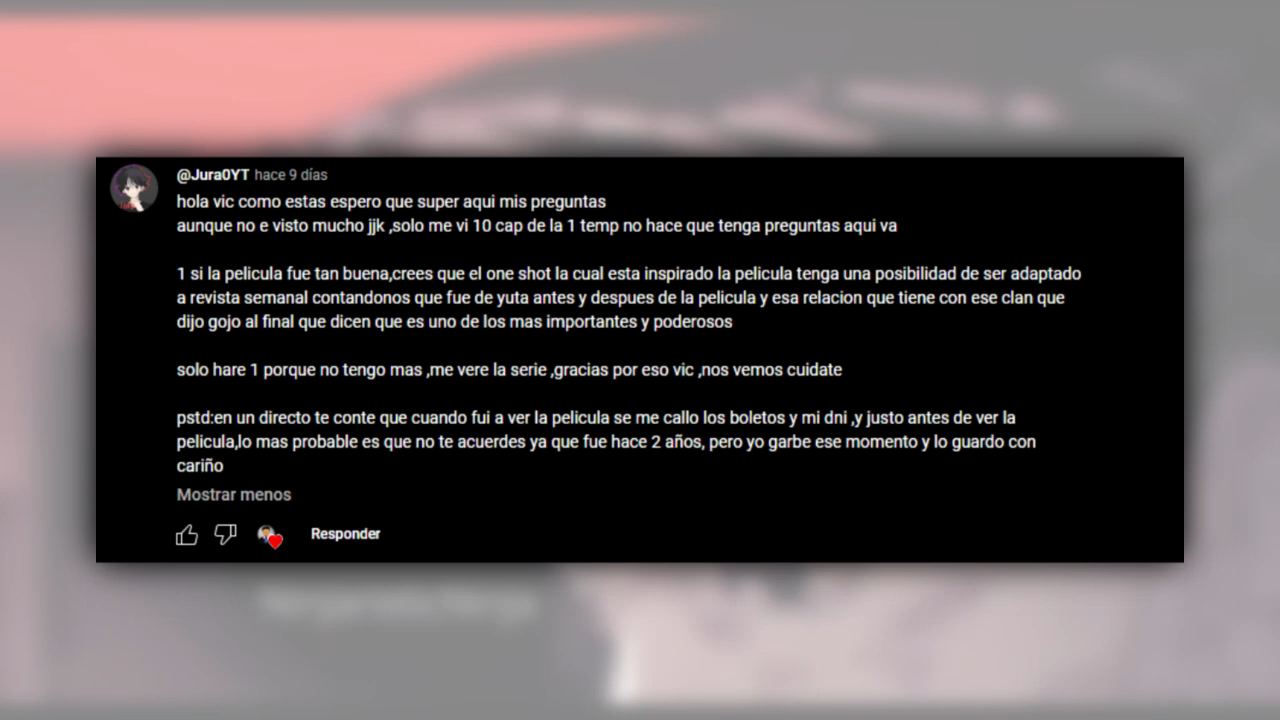 @Jura0YT hace 9 días
hola vic como estas espero que super aqui mis preguntas
aunque no e visto mucho jjk ,solo me vi 10 cap de la 1 temp no hace que tenga preguntas aqui va
1 si la pelicula fue tan buena,crees que el one shot la cual esta inspirado la pelicula tenga una posibilidad de ser adaptado
a revista semanal contandonos que fue de yuta antes y despues de la pelicula y esa relacion que tiene con ese clan que
dijo gojo al final que dicen que es uno de los mas importantes y poderosos
solo hare 1 porque no tengo mas ,me vere la serie ,gracias por eso vic ,nos vemos cuidate
pstd:en un directo te conte que cuando fui a ver la pelicula se me callo los boletos y mi dni ,y justo antes de ver la
pelicula,lo mas probable es que no te acuerdes ya que fue hace 2 años, pero yo garbe ese momento y lo guardo con
cariño
Mostrar menos
Responder